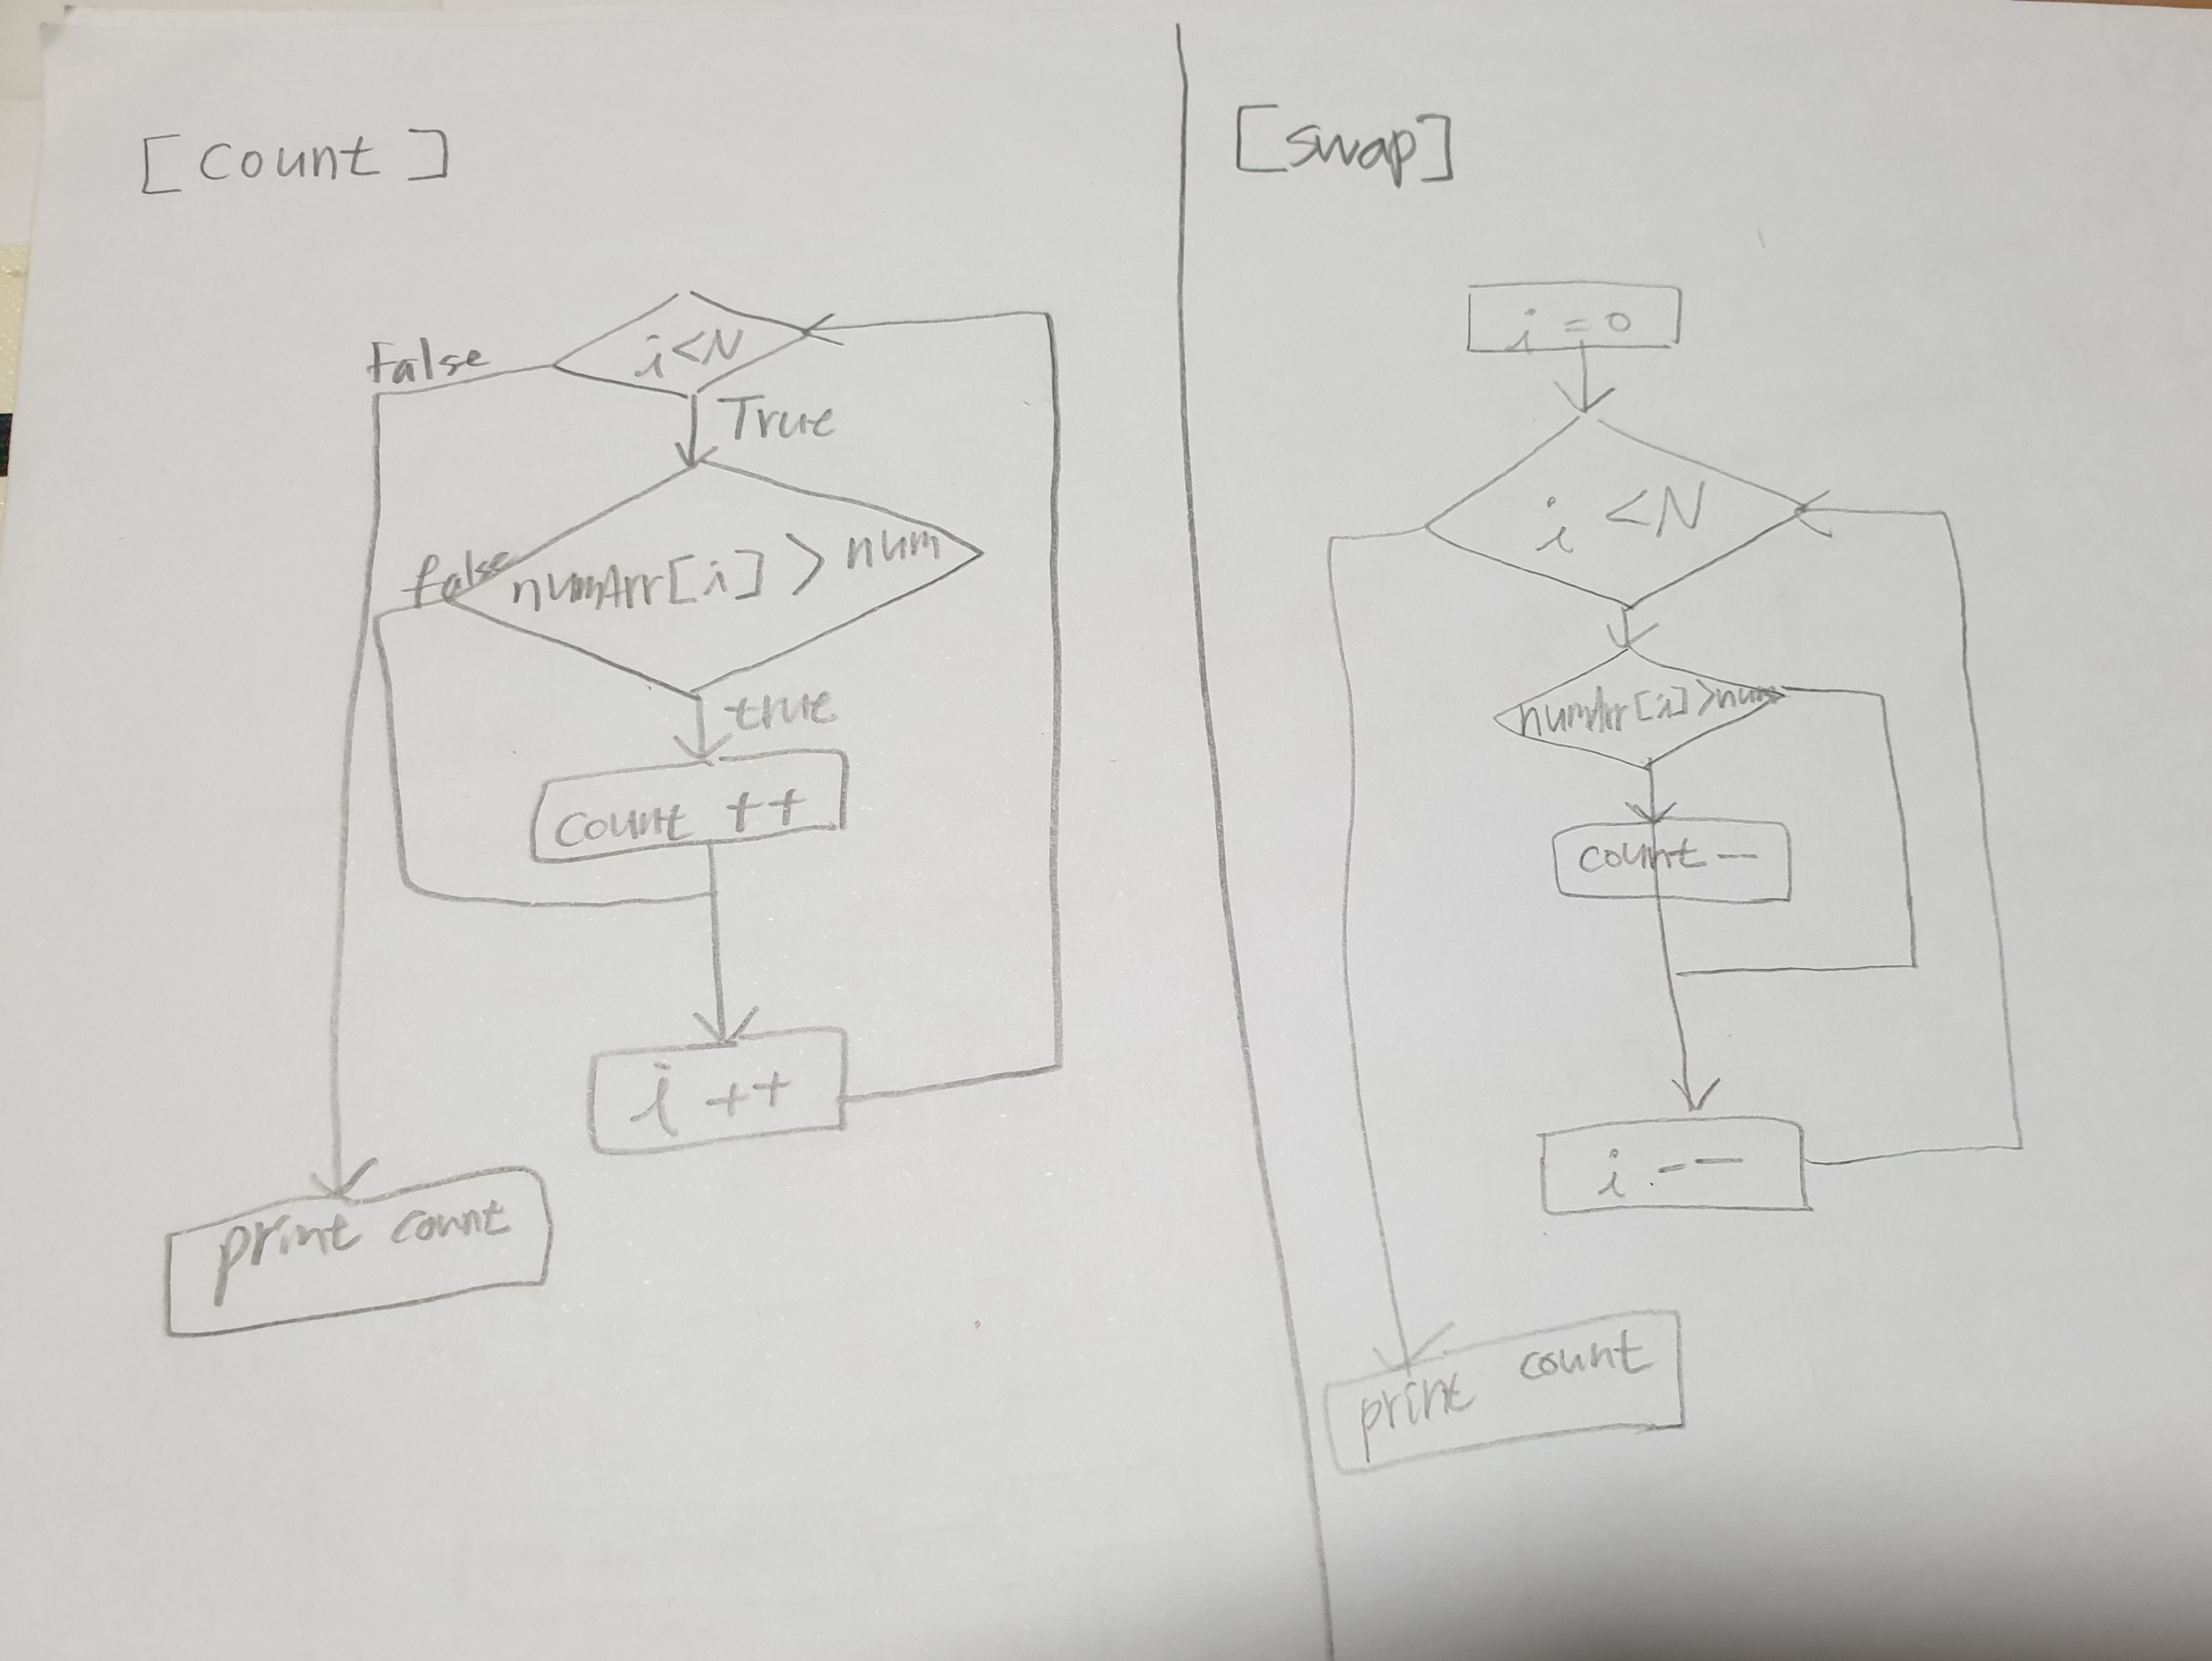 [count]
i<N
False
True
numArr[i] > num
false
true
count ++
i ++
print count
[swap]
i = 0
i <N
numArr[i]>num
count —
i --
print count